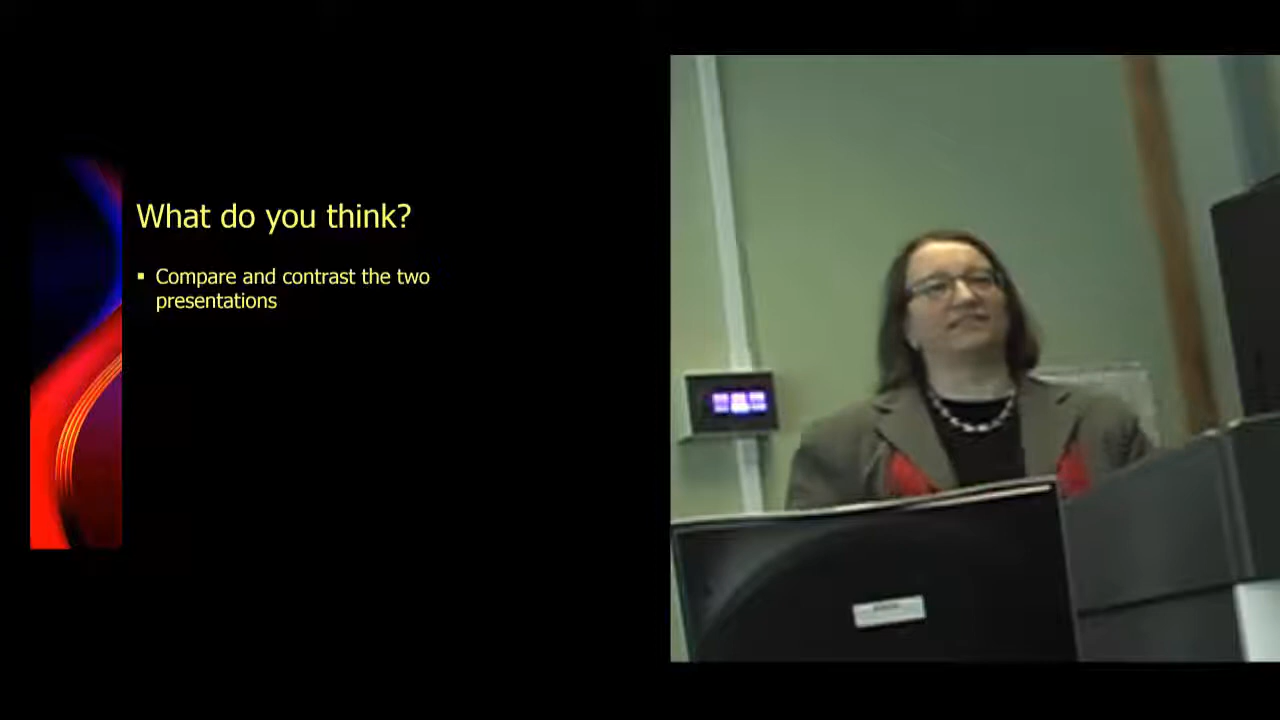 What do you think?
▪ Compare and contrast the two
presentations